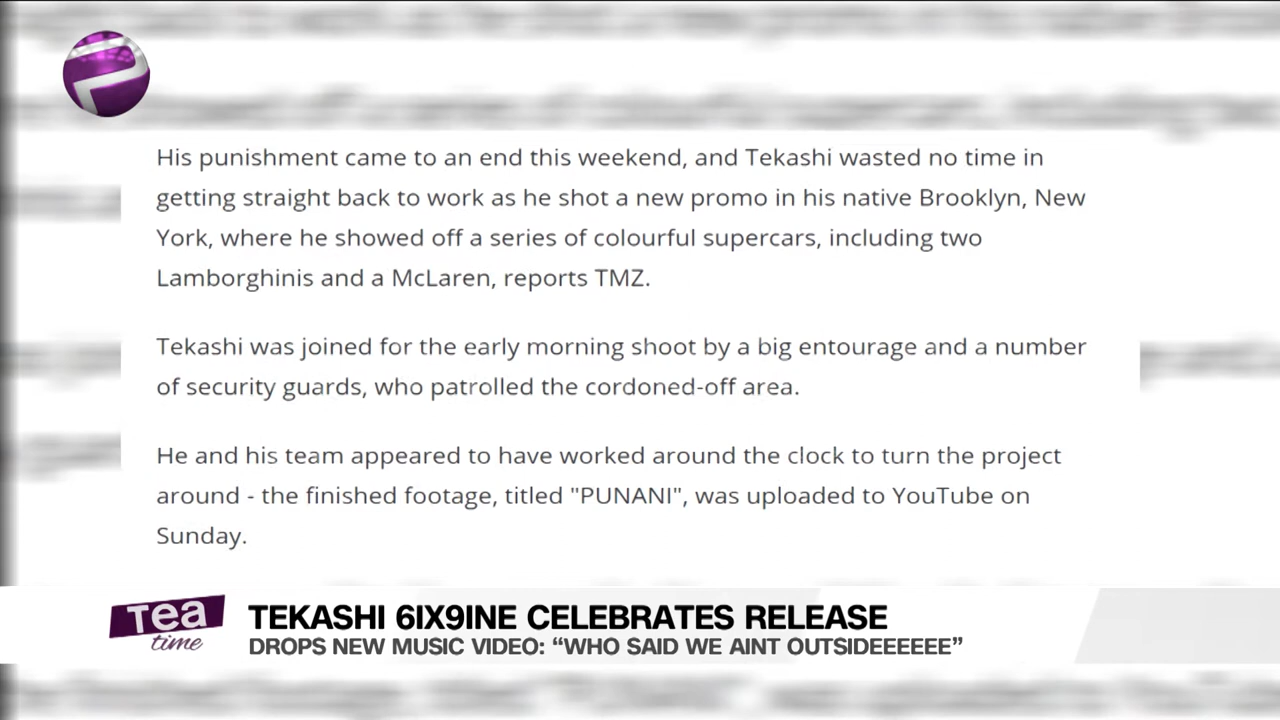 His punishment came to an end this weekend, and Tekashi wasted no time in
getting straight back to work as he shot a new promo in his native Brooklyn, New
York, where he showed off a series of colourful supercars, including two
Lamborghinis and a McLaren, reports TMZ.
Tekashi was joined for the early morning shoot by a big entourage and a number
of security guards, who patrolled the cordoned-off area.
He and his team appeared to have worked around the clock to turn the project
around - the finished footage, titled "PUNANI", was uploaded to YouTube on
Sunday.
Tea
time
TEKASHI 6IX9INE CELEBRATES RELEASE
DROPS NEW MUSIC VIDEO: “WHO SAID WE AINT OUTSIDEEEEEE”